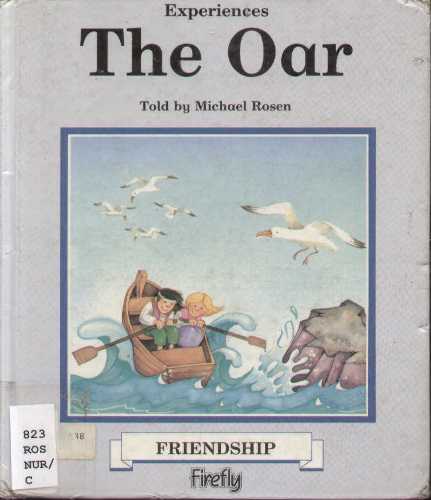 Experiences
The Oar
Told by Michael Rosen
823
ROS
NUR/
C
FRIENDSHIP
Firefly